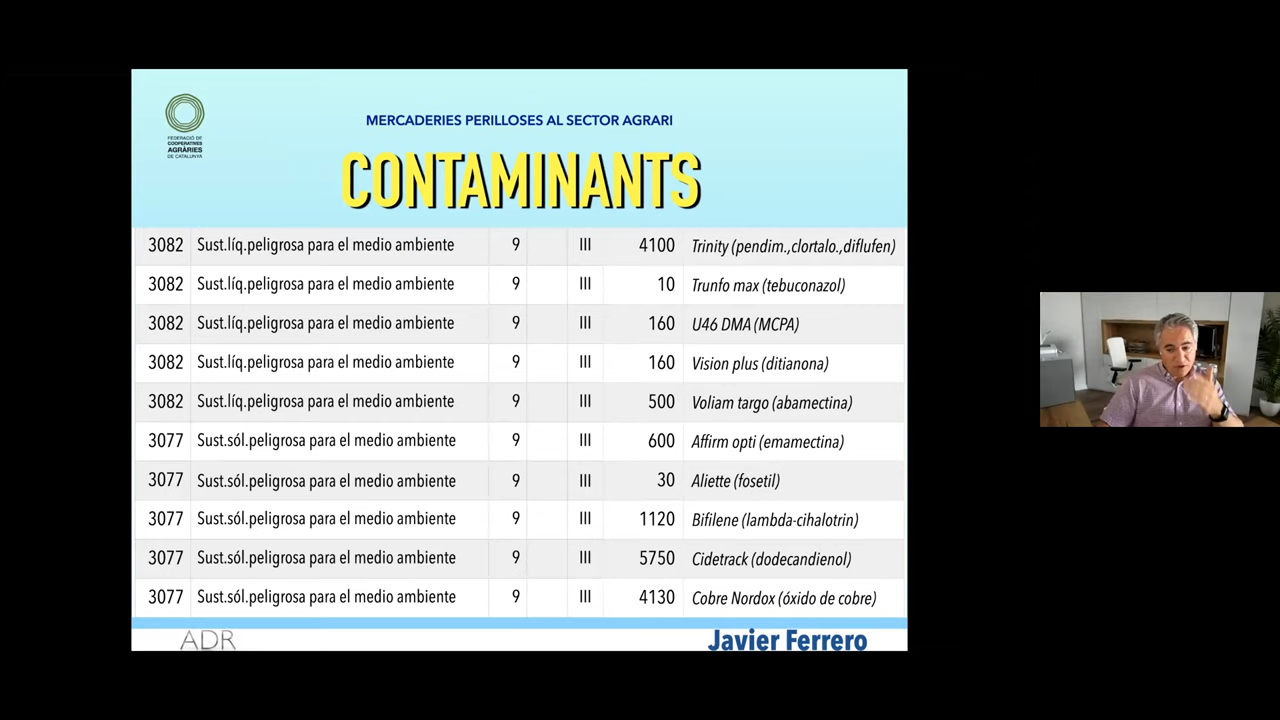 FEDERACIÓ DE
COOPERATIVES
AGRÀRIES
DE CATALUNYA
MERCADERIES PERILLOSES AL SECTOR AGRARI
CONTAMINANTS
3082 Sust.líq.peligrosa para el medio ambiente 9 III 4100 Trinity (pendim.,clortalo.,diflufen)
3082 Sust.líq.peligrosa para el medio ambiente 9 III 10 Trunfo max (tebuconazol)
3082 Sust.líq.peligrosa para el medio ambiente 9 III 160 U46 DMA (MCPA)
3082 Sust.líq.peligrosa para el medio ambiente 9 III 160 Vision plus (ditianona)
3082 Sust.líq.peligrosa para el medio ambiente 9 III 500 Voliam targo (abamectina)
3077 Sust.sól.peligrosa para el medio ambiente 9 III 600 Affirm opti (emamectina)
3077 Sust.sól.peligrosa para el medio ambiente 9 III 30 Aliette (fosetil)
3077 Sust.sól.peligrosa para el medio ambiente 9 III 1120 Bifilene (lambda-cihalotrin)
3077 Sust.sól.peligrosa para el medio ambiente 9 III 5750 Cidetrack (dodecandienol)
3077 Sust.sól.peligrosa para el medio ambiente 9 III 4130 Cobre Nordox (óxido de cobre)
ADR Javier Ferrero